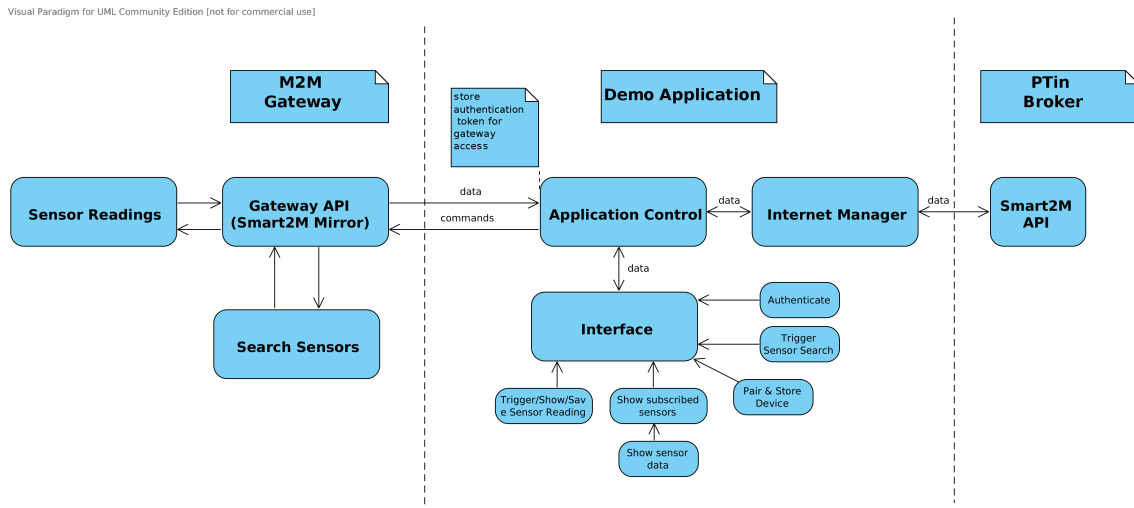 Visual Paradigm for UML Community Edition [not for commercial use]
M2M
Gateway
store
authentication
token for
gateway
access
Demo Application
PTin
Broker
Sensor Readings
Gateway API
(Smart2M Mirror)
data
commands
Application Control
data
Internet Manager
data
Smart2M
API
data
Search Sensors
Interface
Authenticate
Trigger
Sensor Search
Pair & Store
Device
Trigger/Show/Sav
e Sensor Reading
Show subscribed
sensors
Show sensor
data